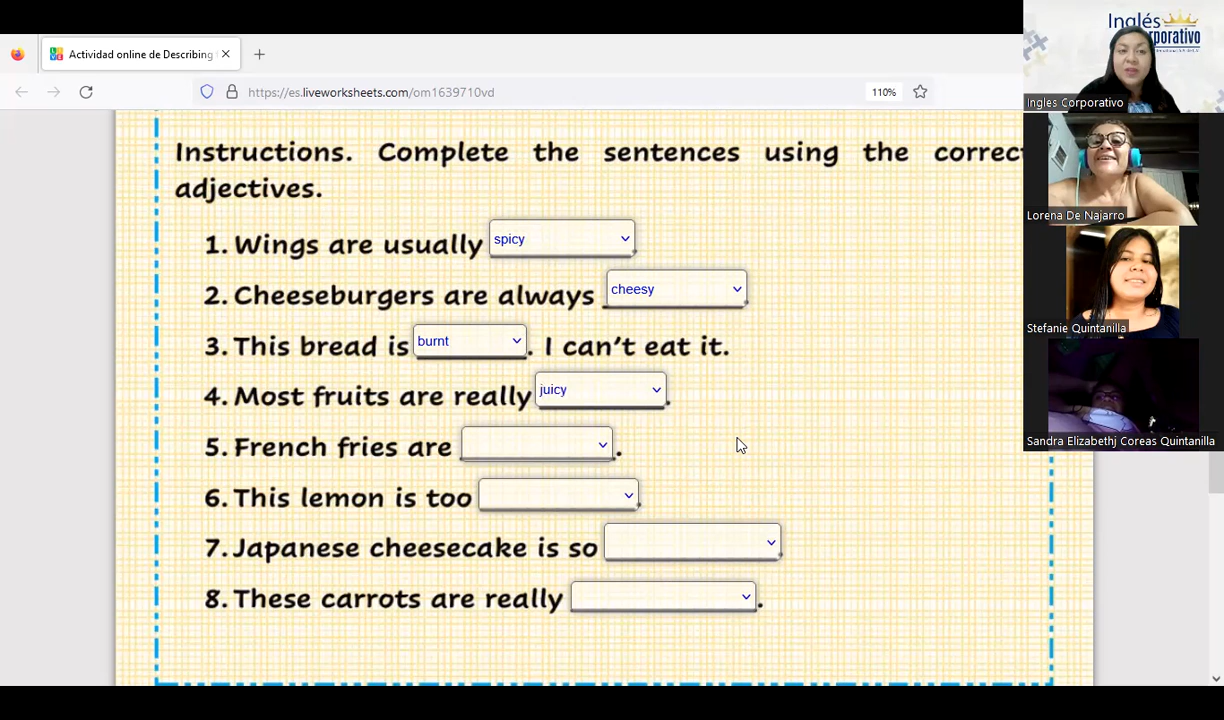 Actividad online de Describing
https://es.liveworksheets.com/om1639710vd
110%
Instructions. Complete the sentences using the correct
adjectives.
1. Wings are usually spicy
2. Cheeseburgers are always cheesy
3. This bread is burnt . I can't eat it.
4. Most fruits are really juicy .
5. French fries are .
6. This lemon is too
7. Japanese cheesecake is so
8. These carrots are really .
Inglés
orporativo
Ingles Corporativo
Lorena De Najarro
Stefanie Quintanilla
Sandra Elizabethj Coreas Quintanilla